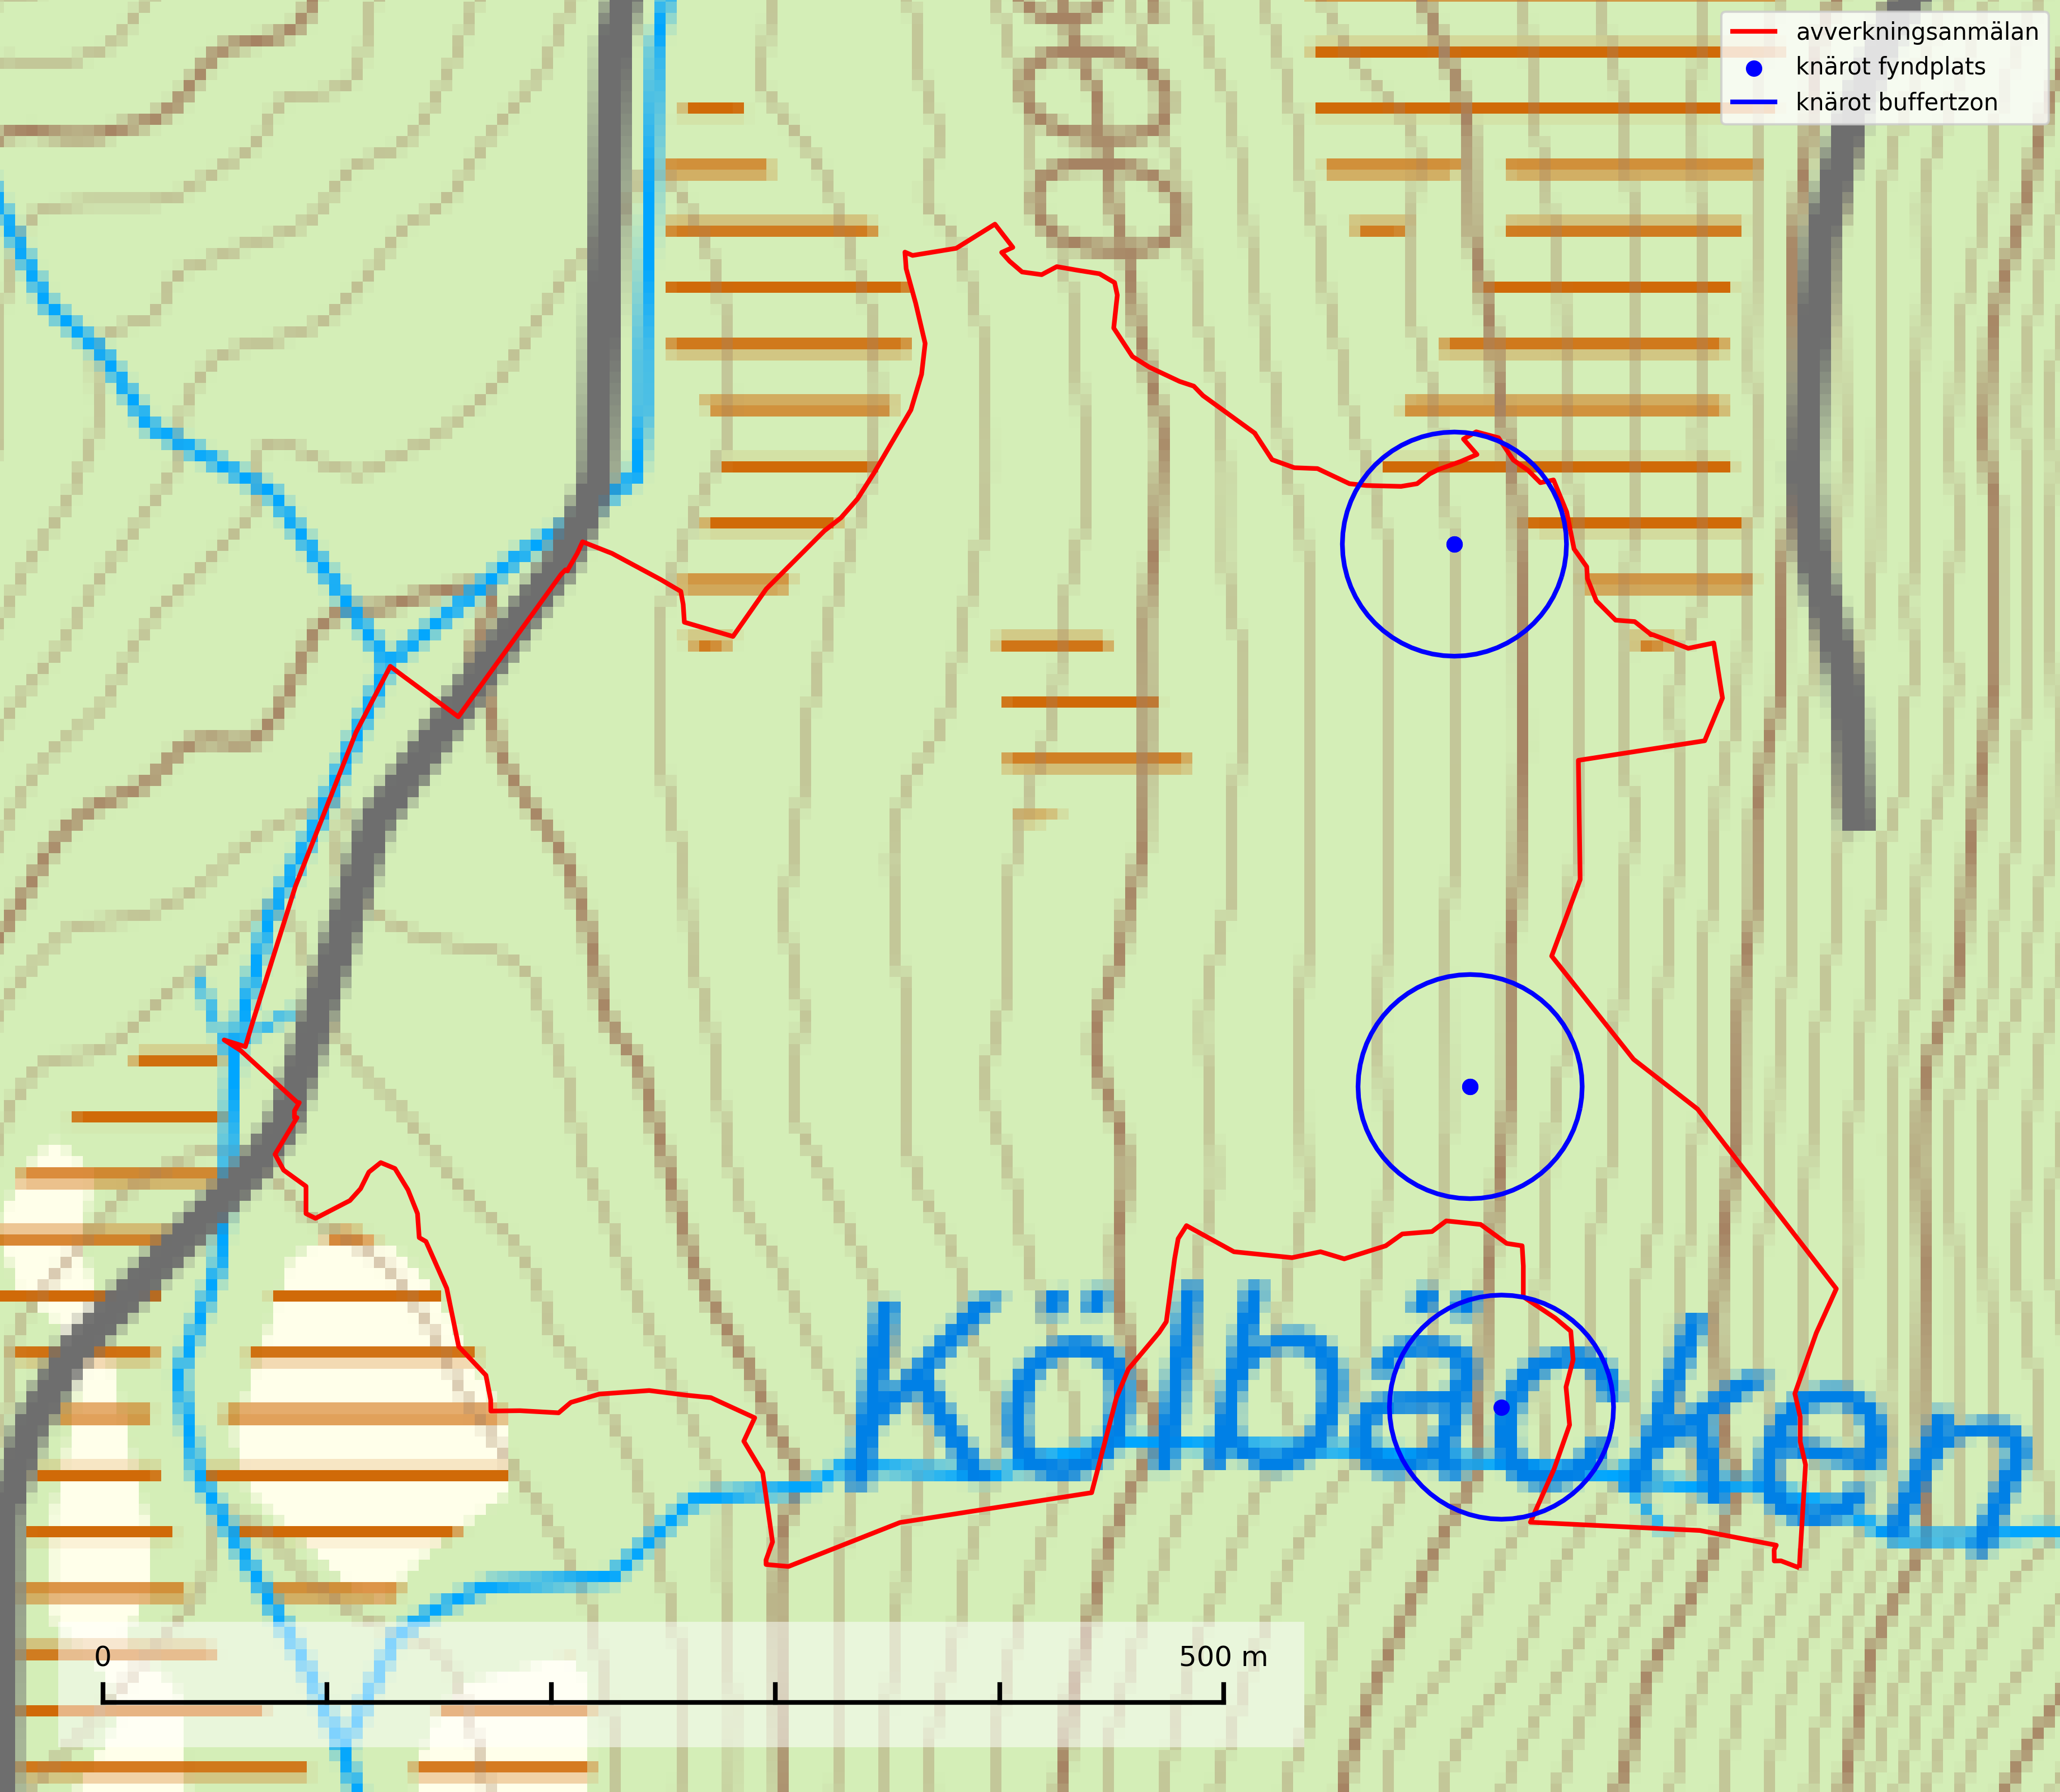 avverkningsanmälan
knärot fyndplats
knärot buffertzon
Kölbäcken
0 500 m